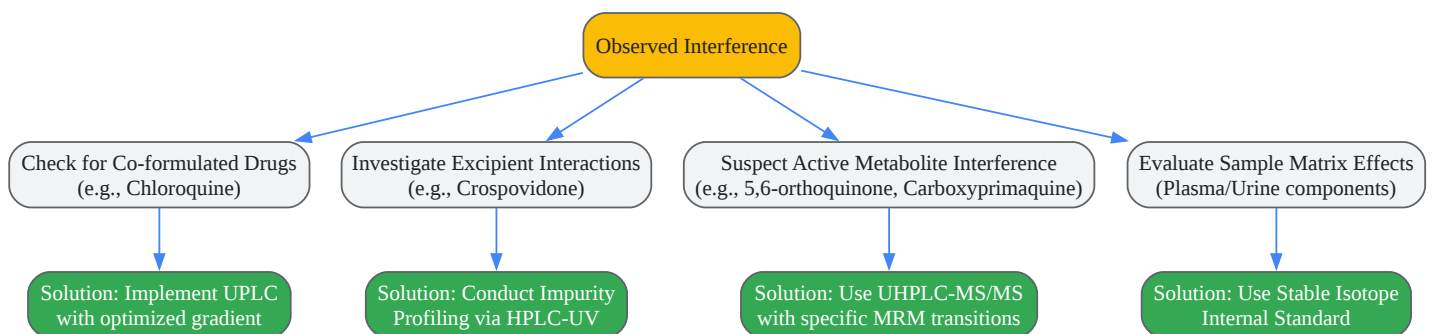 Observed Interference
Check for Co-formulated Drugs
(e.g., Chloroquine)
Investigate Excipient Interactions
(e.g., Crospovidone)
Suspect Active Metabolite Interference
(e.g., 5,6-orthoquinone, Carboxyprimaquine)
Evaluate Sample Matrix Effects
(Plasma/Urine components)
Solution: Implement UPLC
with optimized gradient
Solution: Conduct Impurity
Profiling via HPLC-UV
Solution: Use UHPLC-MS/MS
with specific MRM transitions
Solution: Use Stable Isotope
Internal Standard